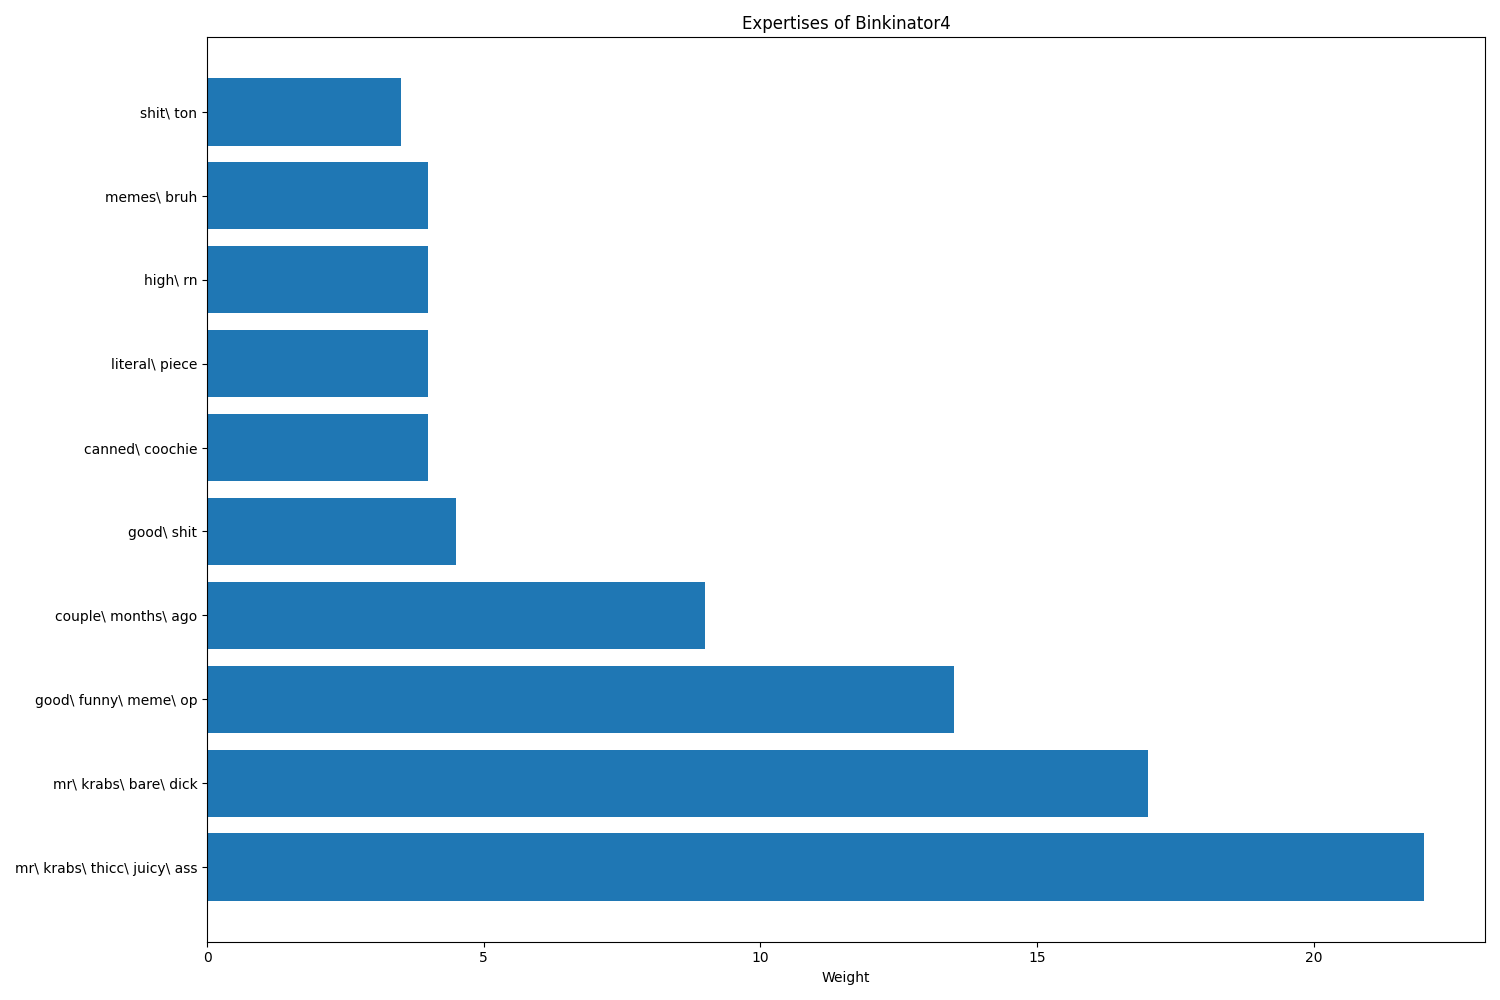 Expertises of Binkinator4
shit\ ton
memes\ bruh
high\ rn
literal\ piece
canned\ coochie
good\ shit
couple\ months\ ago
good\ funny\ meme\ op
mr\ krabs\ bare\ dick
mr\ krabs\ thicc\ juicy\ ass
0 5 10 15 20
Weight